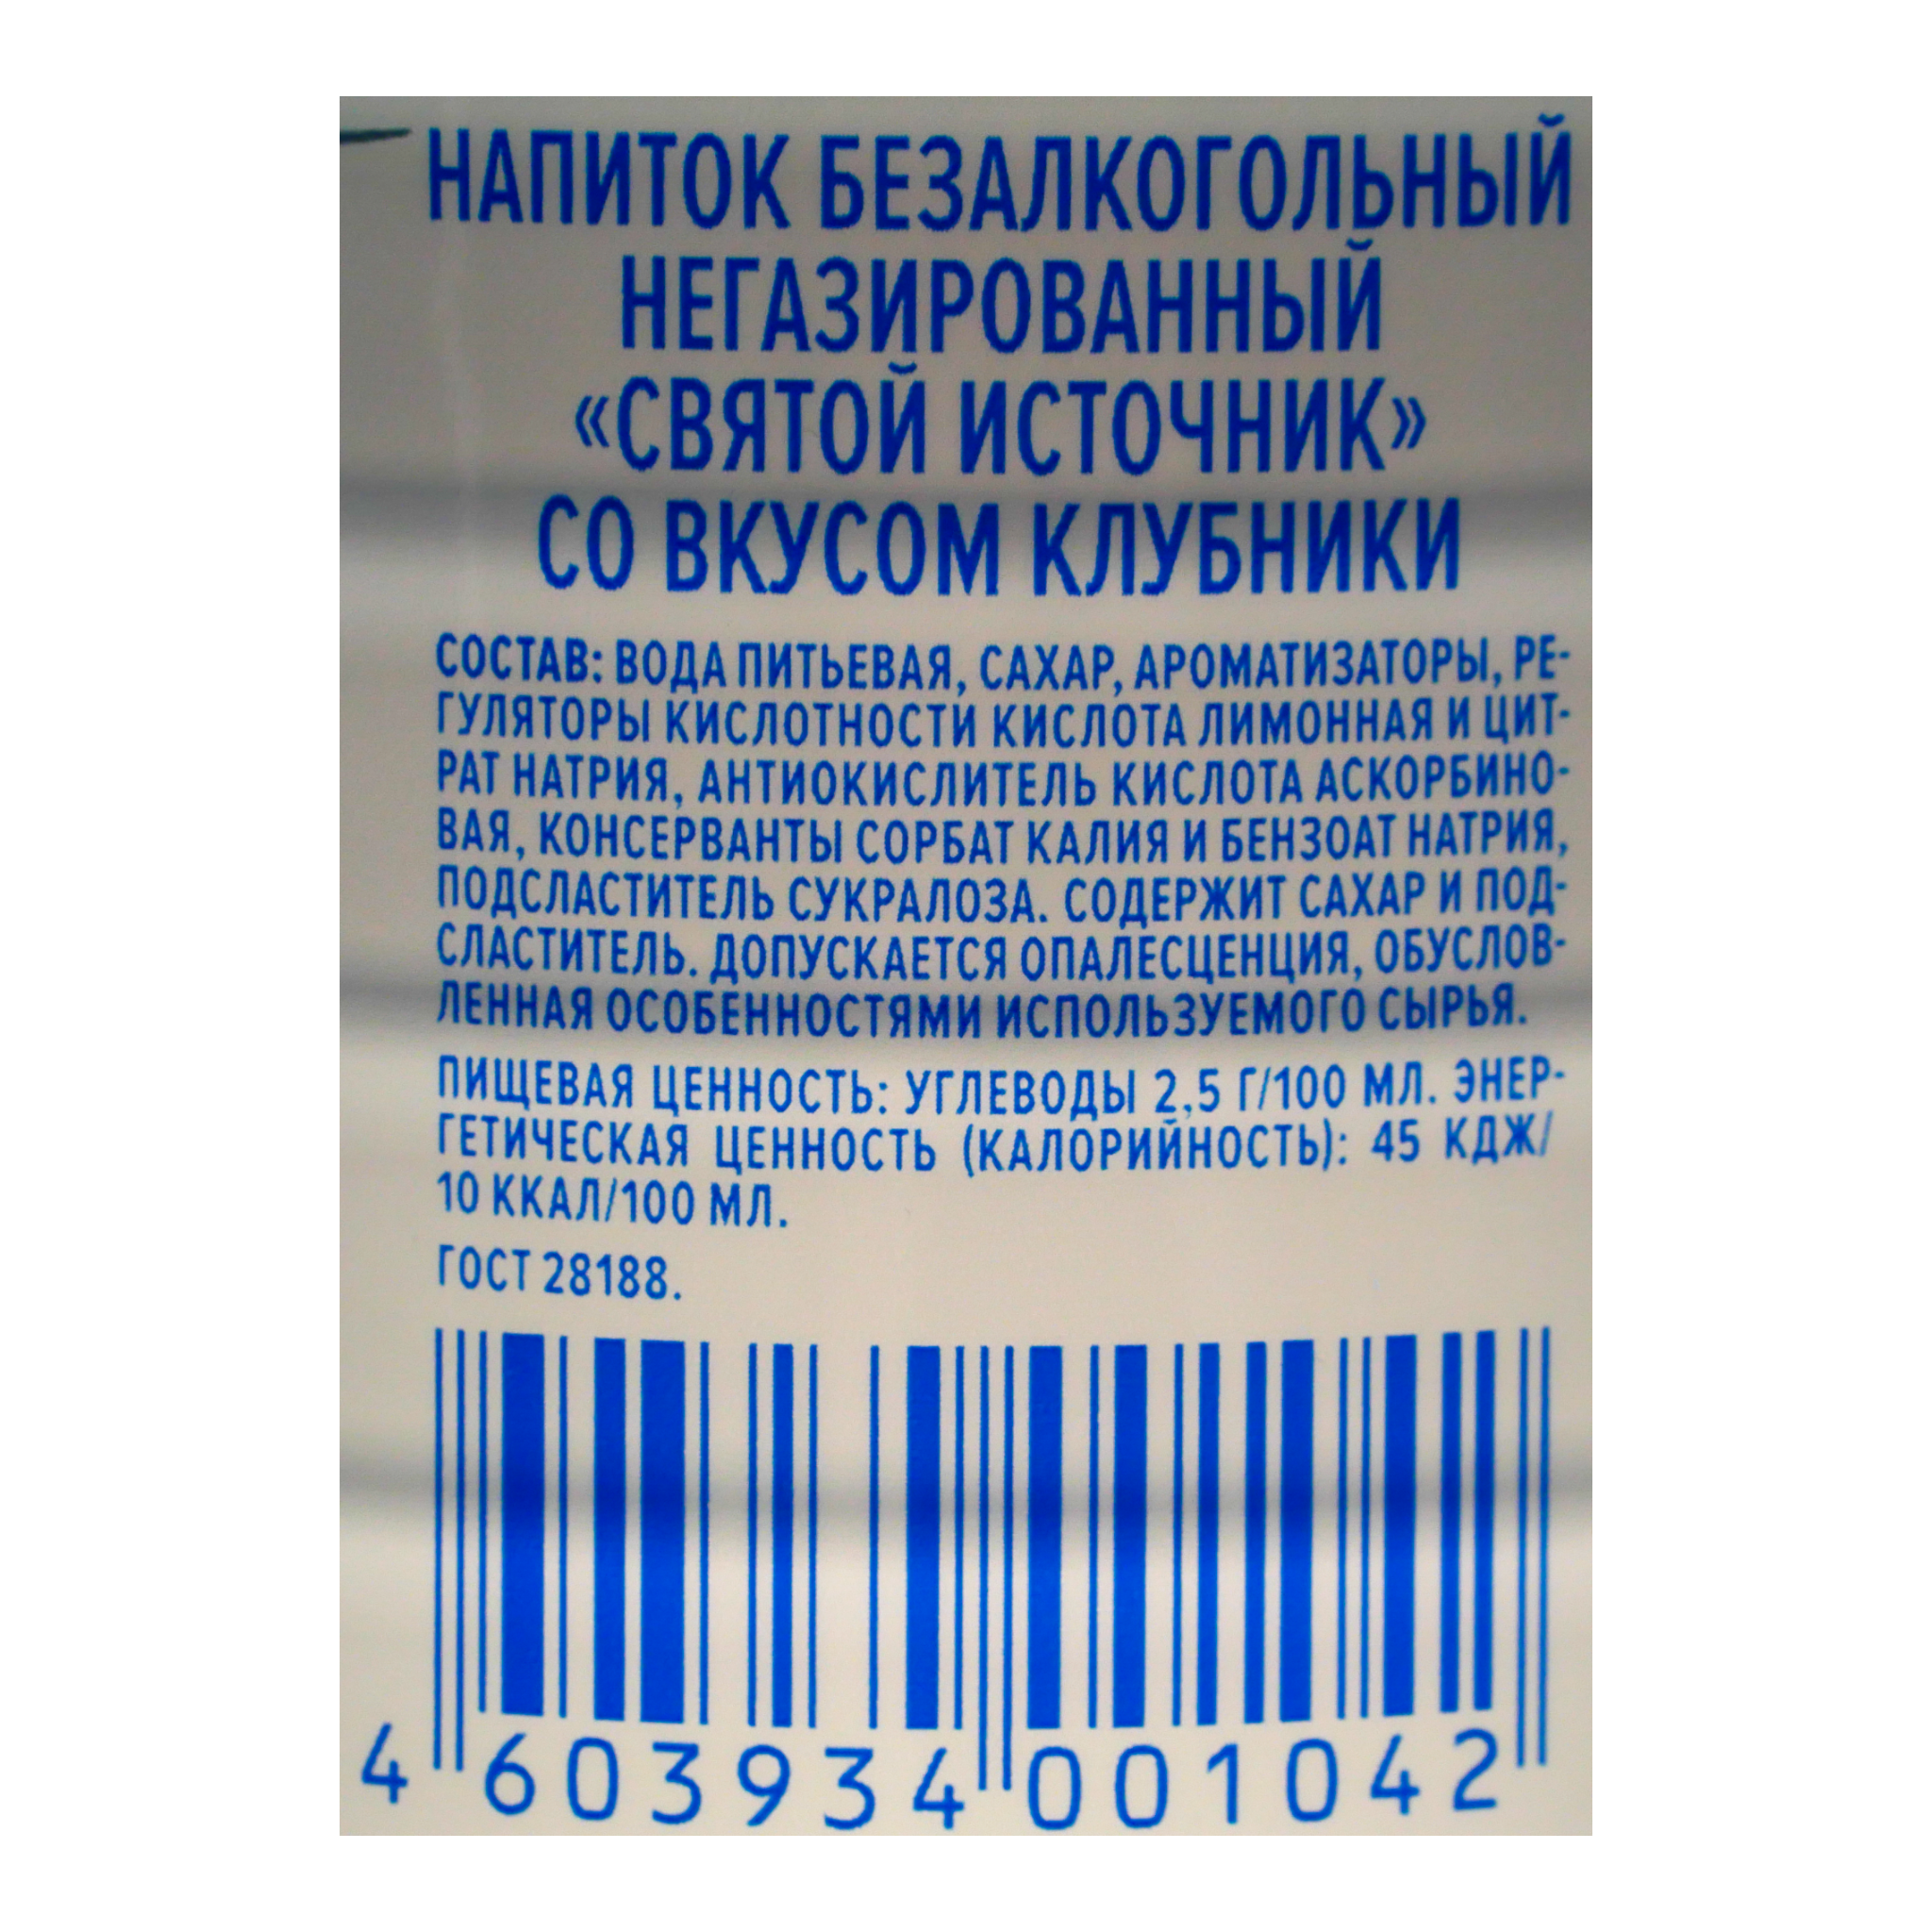 НАПИТОК БЕЗАЛКОГОЛЬНЫЙ
НЕГАЗИРОВАННЫЙ
«СВЯТОЙ ИСТОЧНИК»
СО ВКУСОМ КЛУБНИКИ
СОСТАВ: ВОДА ПИТЬЕВАЯ, САХАР, АРОМАТИЗАТОРЫ, РЕ-
ГУЛЯТОРЫ КИСЛОТНОСТИ КИСЛОТА ЛИМОННАЯ И ЦИТ-
РАТ НАТРИЯ, АНТИОКИСЛИТЕЛЬ КИСЛОТА АСКОРБИНО-
ВАЯ, КОНСЕРВАНТЫ СОРБАТ КАЛИЯ И БЕНЗОАТ НАТРИЯ,
ПОДСЛАСТИТЕЛЬ СУКРАЛОЗА. СОДЕРЖИТ САХАР И ПОД-
СЛАСТИТЕЛЬ. ДОПУСКАЕТСЯ ОПАЛЕСЦЕНЦИЯ, ОБУСЛОВ-
ЛЕННАЯ ОСОБЕННОСТЯМИ ИСПОЛЬЗУЕМОГО СЫРЬЯ.
ПИЩЕВАЯ ЦЕННОСТЬ: УГЛЕВОДЫ 2,5 Г/100 МЛ. ЭНЕР-
ГЕТИЧЕСКАЯ ЦЕННОСТЬ (КАЛОРИЙНОСТЬ): 45 КДЖ/
10 ККАЛ/100 МЛ.
ГОСТ 28188.
4 603934 001042